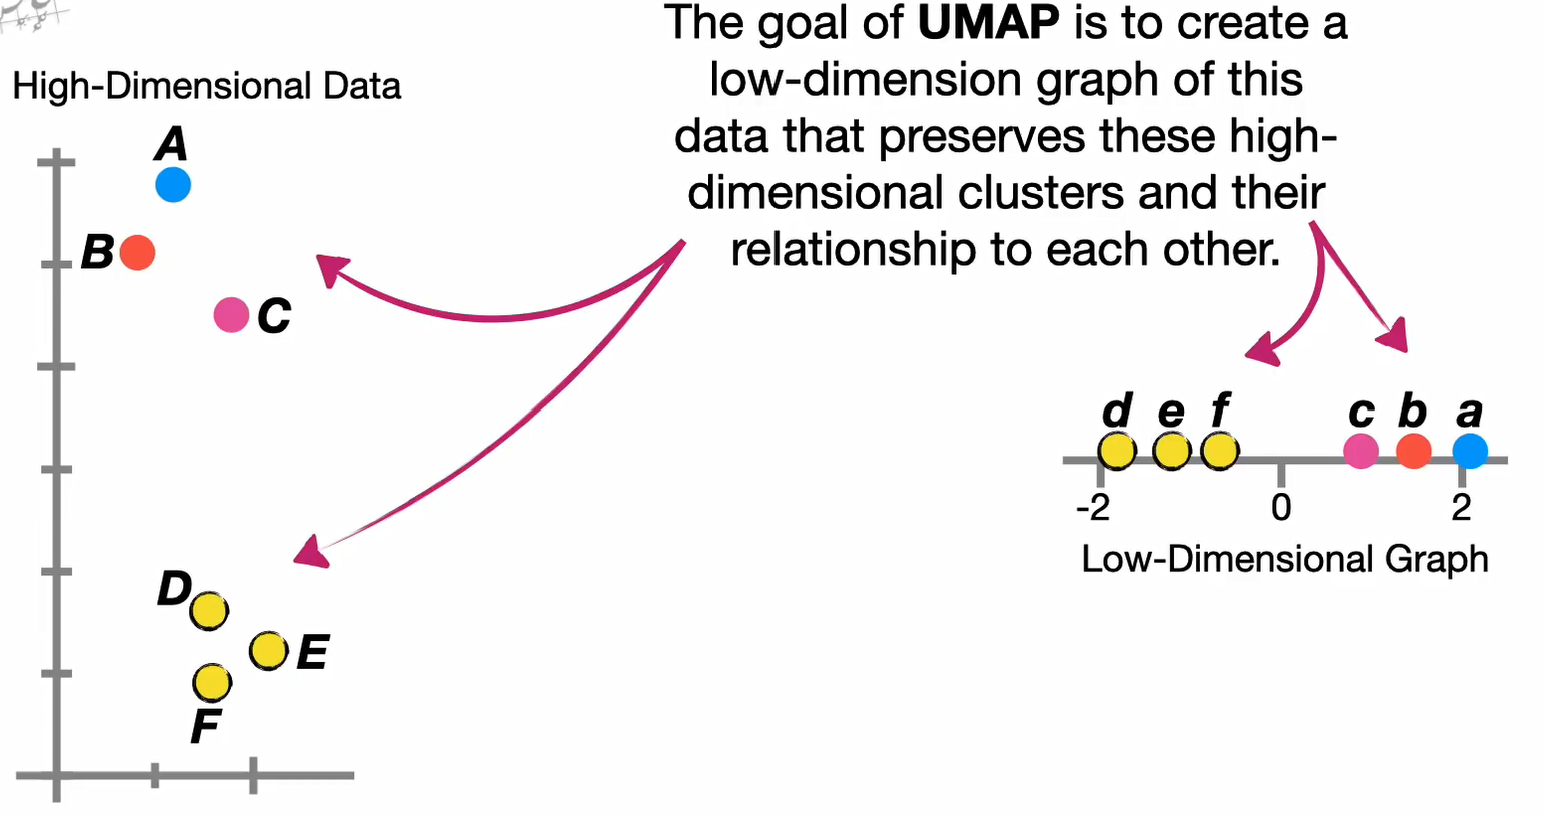 The goal of UMAP is to create a
low-dimension graph of this
data that preserves these high-
dimensional clusters and their
relationship to each other.
High-Dimensional Data
A
B
C
D
E
F
d e f c b a
-2 0 2
Low-Dimensional Graph